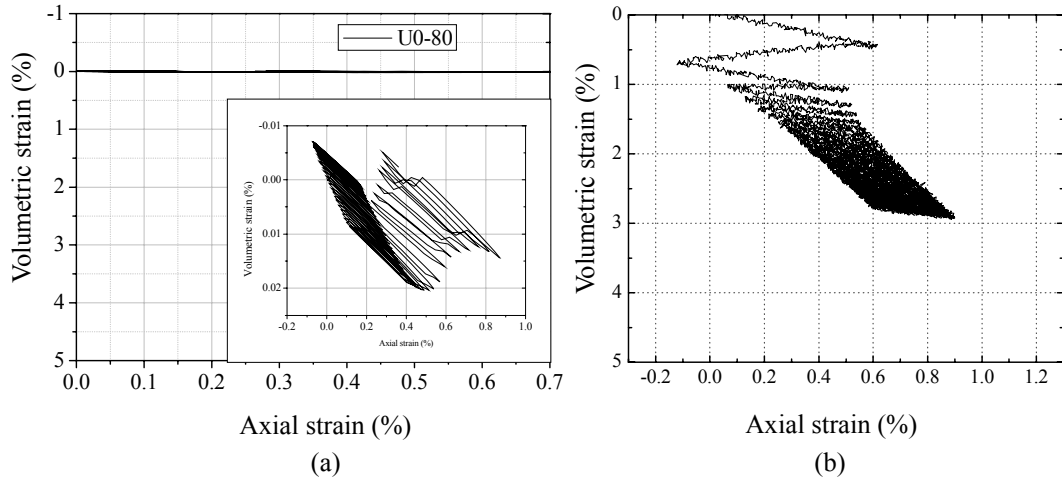 -1
0
1
2
3
4
5
Volumetric strain (%)
U0-80
-0.01
0.00
0.01
0.02
Volumetric strain (%)
-0.2 0.0 0.2 0.4 0.6 0.8 1.0
Axial strain (%)
0.0 0.1 0.2 0.3 0.4 0.5 0.6 0.7
Axial strain (%)
(a)
0
1
2
3
4
5
Volumetric strain (%)
-0.2 0.0 0.2 0.4 0.6 0.8 1.0 1.2
Axial strain (%)
(b)